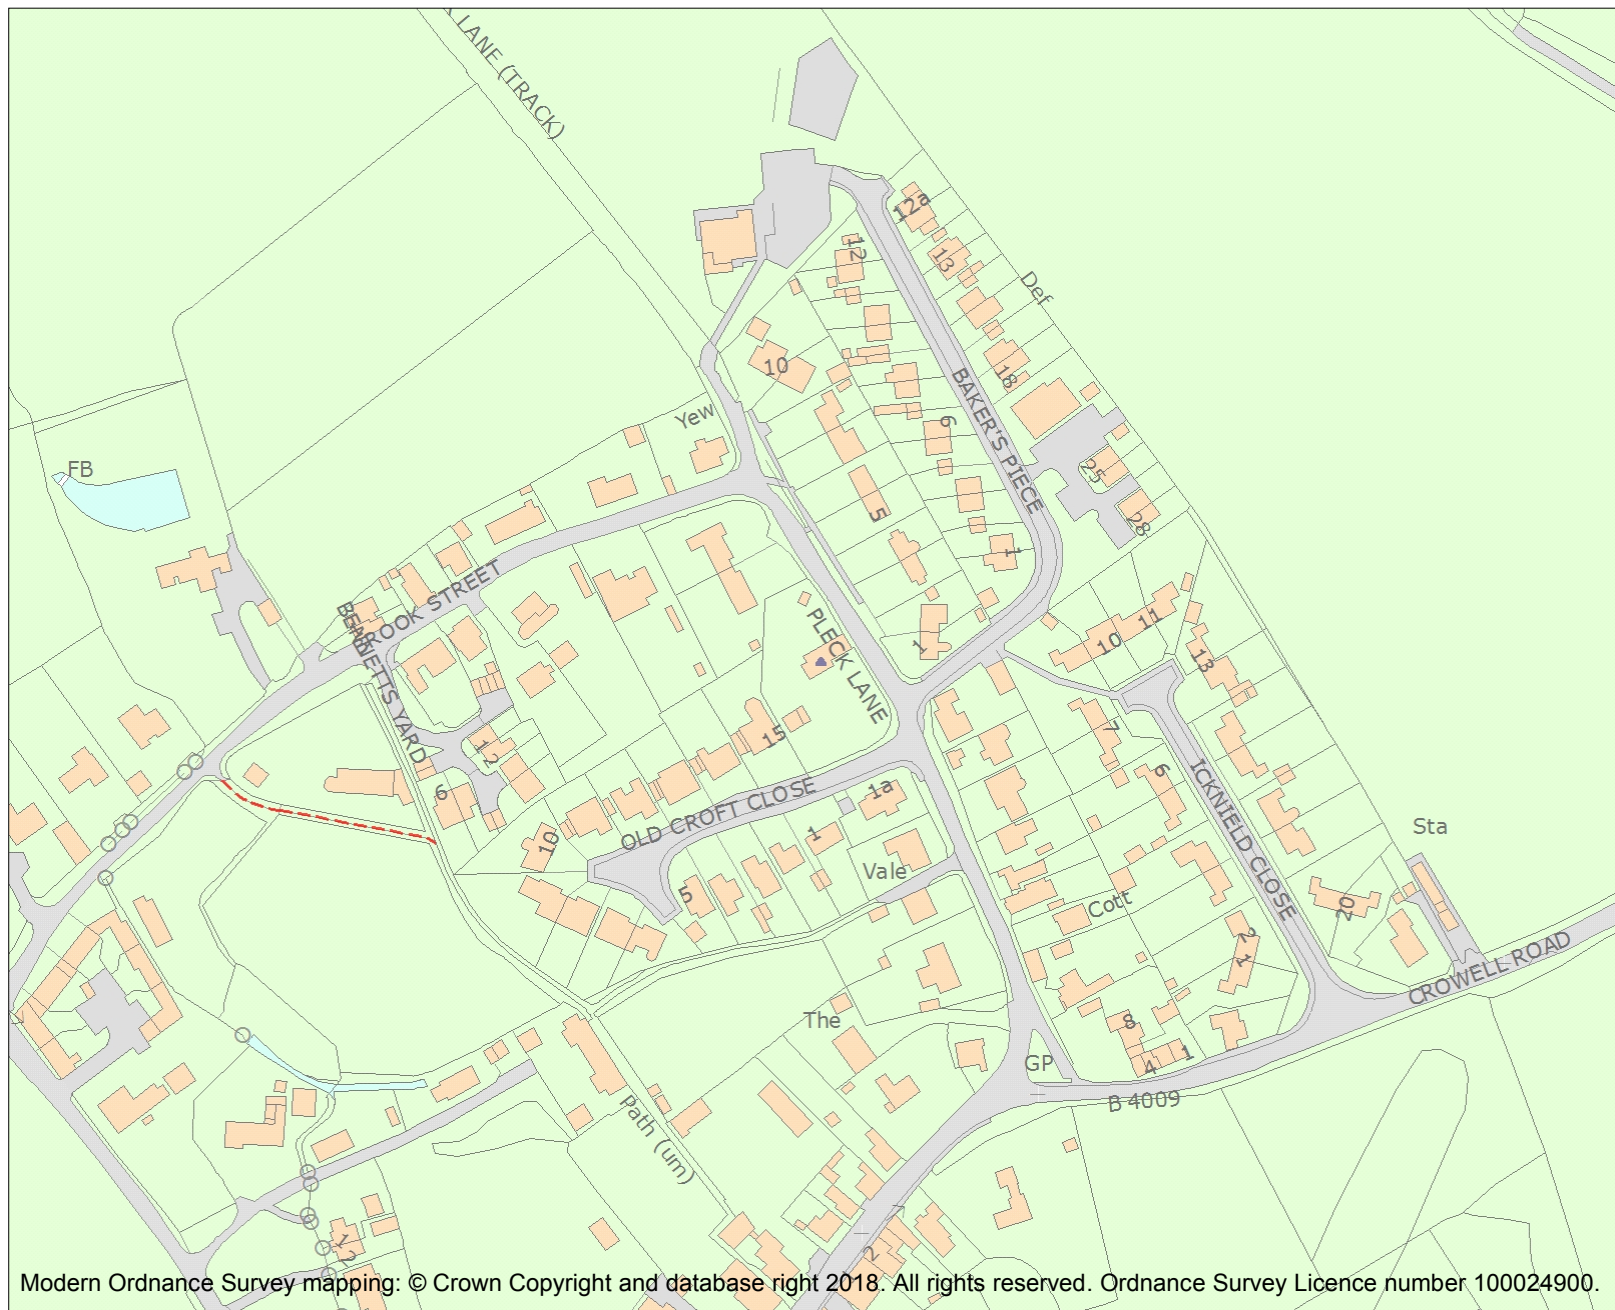 K LANE (TRACK)
12a
12
13
Def
10
18
BAKER'S PIECE
Yew
6
FB
25
5
28
1
BROOK STREET
BENNETTS YARD
PLECK LANE
1
10
11
13
7
15
12
6
OLD CROFT CLOSE
1a
1
10
5
Vale
6
ICKNIELD CLOSE
Cott
Sta
20
21
CROWELL ROAD
The
8
4
1
GP
B 4009
Path (um)
12
2
Modern Ordnance Survey mapping: © Crown Copyright and database right 2018. All rights reserved. Ordnance Survey Licence number 100024900.